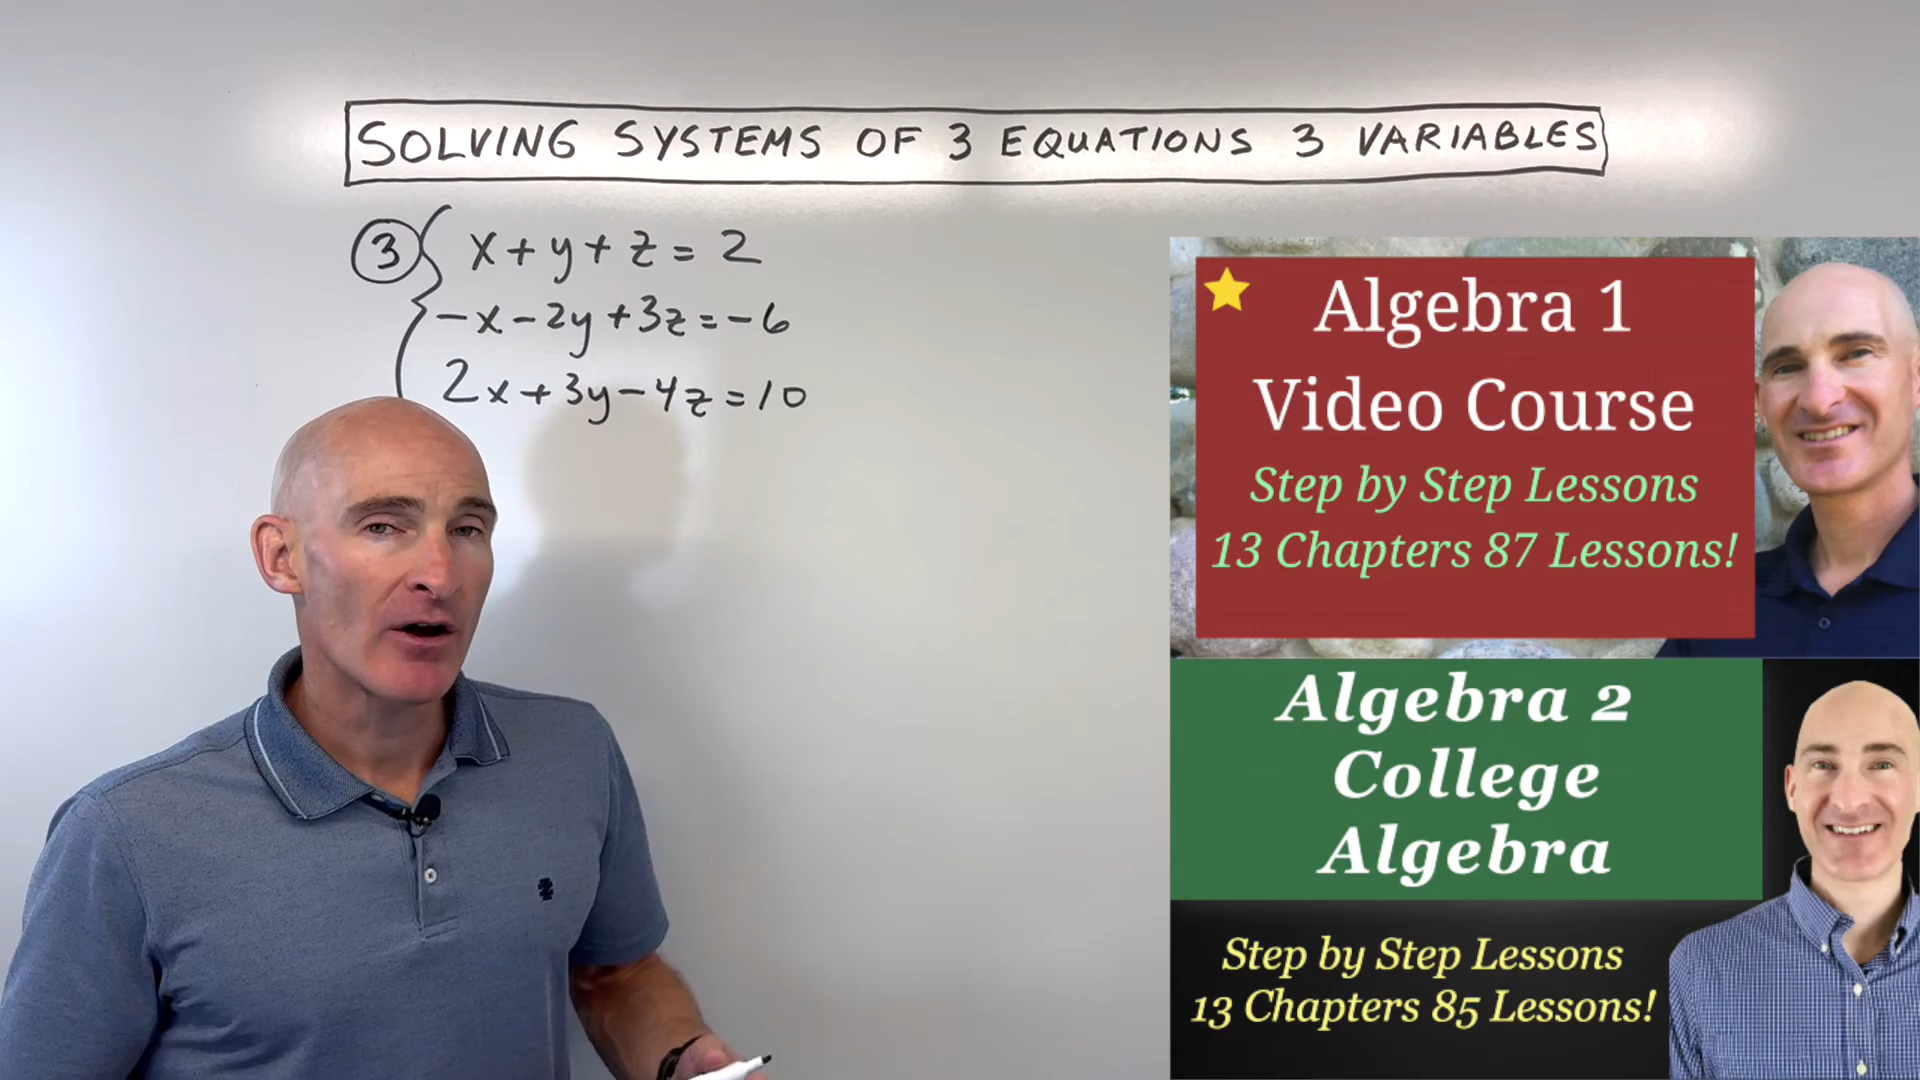 SOLVING SYSTEMS OF 3 EQUATIONS 3 VARIABLES
3 x+y+z=2
-x-2y+3z=-6
2x+3y-4z=10
Algebra 1
Video Course
Step by Step Lessons
13 Chapters 87 Lessons!
Algebra 2
College
Algebra
Step by Step Lessons
13 Chapters 85 Lessons!